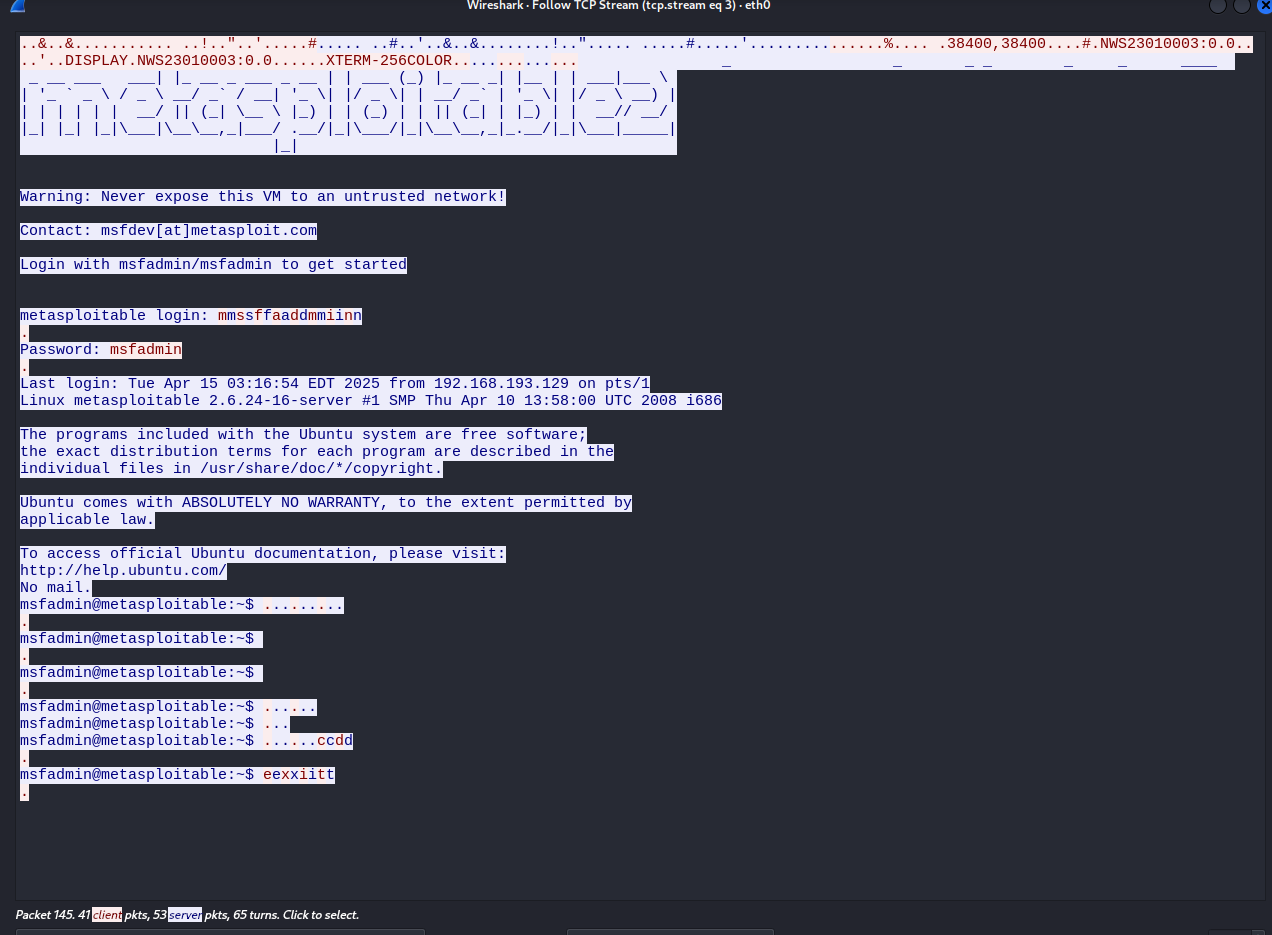 Wireshark · Follow TCP Stream (tcp.stream eq 3) · eth0
..&..&........... ..!.."..'.....#..... ..#..'..&..&........!.."..... .....#.....'................%.... .38400,38400....#.NWS23010003:0.0..
..'..DISPLAY.NWS23010003:0.0......XTERM-256COLOR..............                _                  _       _ _        _     _      ____
 _ __ ___   ___| |_ __ _ ___ _ __ | | ___ (_) |_ __ _| |__ | | ___|___ \
| '_ ` _ \ / _ \ __/ _` / __| '_ \| |/ _ \| | __/ _` | '_ \| |/ _ \ __) |
| | | | | |  __/ || (_| \__ \ |_) | | (_) | | || (_| | |_) | |  __// __/
|_| |_| |_|\___|\__\__,_|___/ .__/|_|\___/|_|\__\__,_|_.__/|_|\___|_____|
                            |_|
Warning: Never expose this VM to an untrusted network!
Contact: msfdev[at]metasploit.com
Login with msfadmin/msfadmin to get started
metasploitable login: mmssffaaddmmiinn
.
Password: msfadmin
.
Last login: Tue Apr 15 03:16:54 EDT 2025 from 192.168.193.129 on pts/1
Linux metasploitable 2.6.24-16-server #1 SMP Thu Apr 10 13:58:00 UTC 2008 i686
The programs included with the Ubuntu system are free software;
the exact distribution terms for each program are described in the
individual files in /usr/share/doc/*/copyright.
Ubuntu comes with ABSOLUTELY NO WARRANTY, to the extent permitted by
applicable law.
To access official Ubuntu documentation, please visit:
http://help.ubuntu.com/
No mail.
msfadmin@metasploitable:~$ .........
.
msfadmin@metasploitable:~$
.
msfadmin@metasploitable:~$
.
msfadmin@metasploitable:~$ ......
msfadmin@metasploitable:~$ ...
msfadmin@metasploitable:~$ ......ccdd
.
msfadmin@metasploitable:~$ eexxiitt
.
Packet 145. 41 client pkts, 53 server pkts, 65 turns. Click to select.